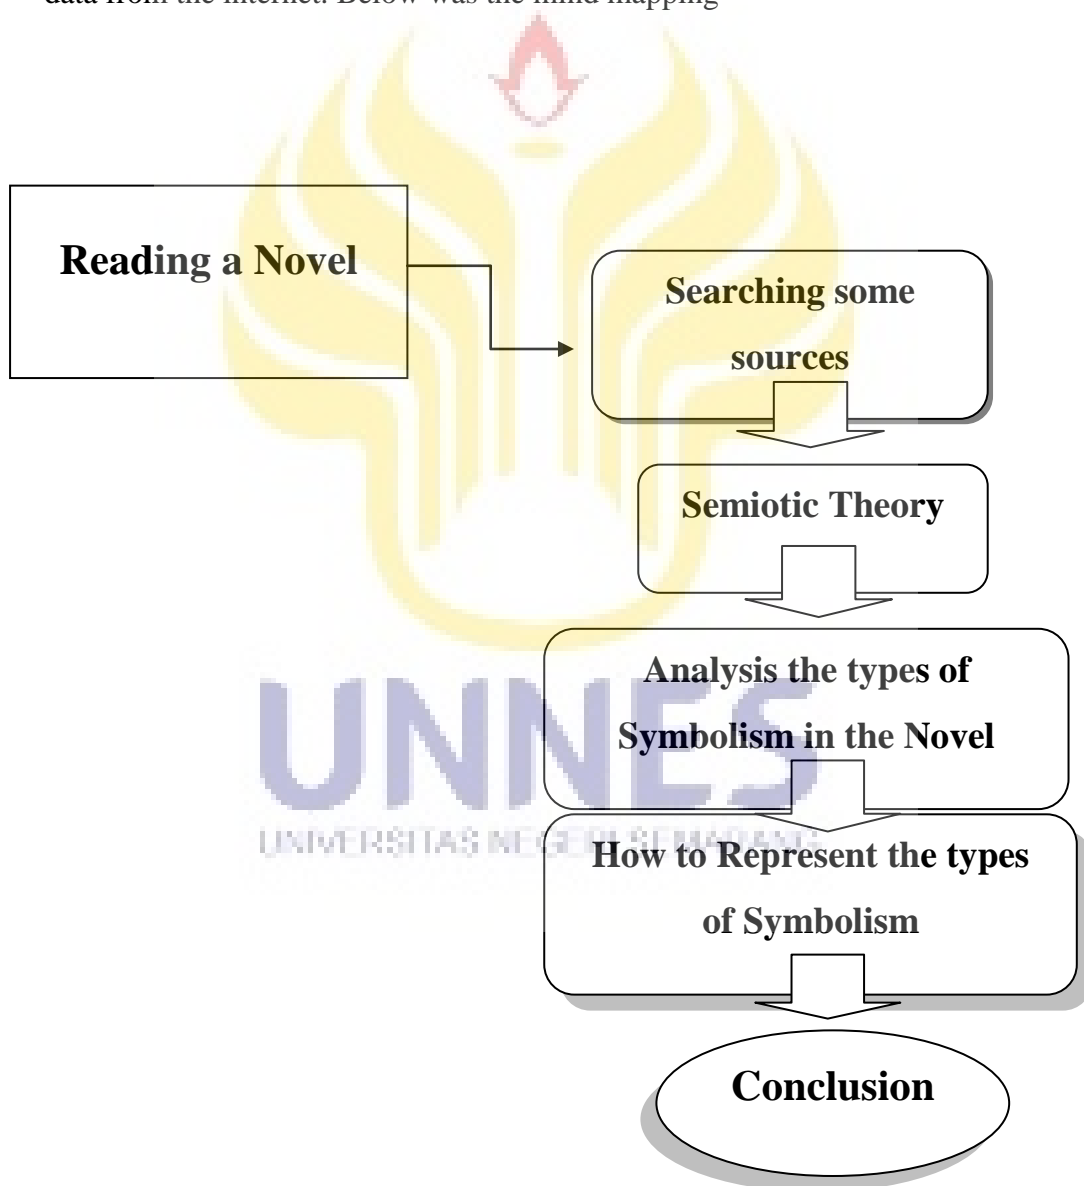 data from the internet. Below was the mind mapping
Reading a Novel
Searching some
sources
Semiotic Theory
Analysis the types of
Symbolism in the Novel
UNNES
UNIVERSITAS NEGERI SEMARANG
How to Represent the types
of Symbolism
Conclusion